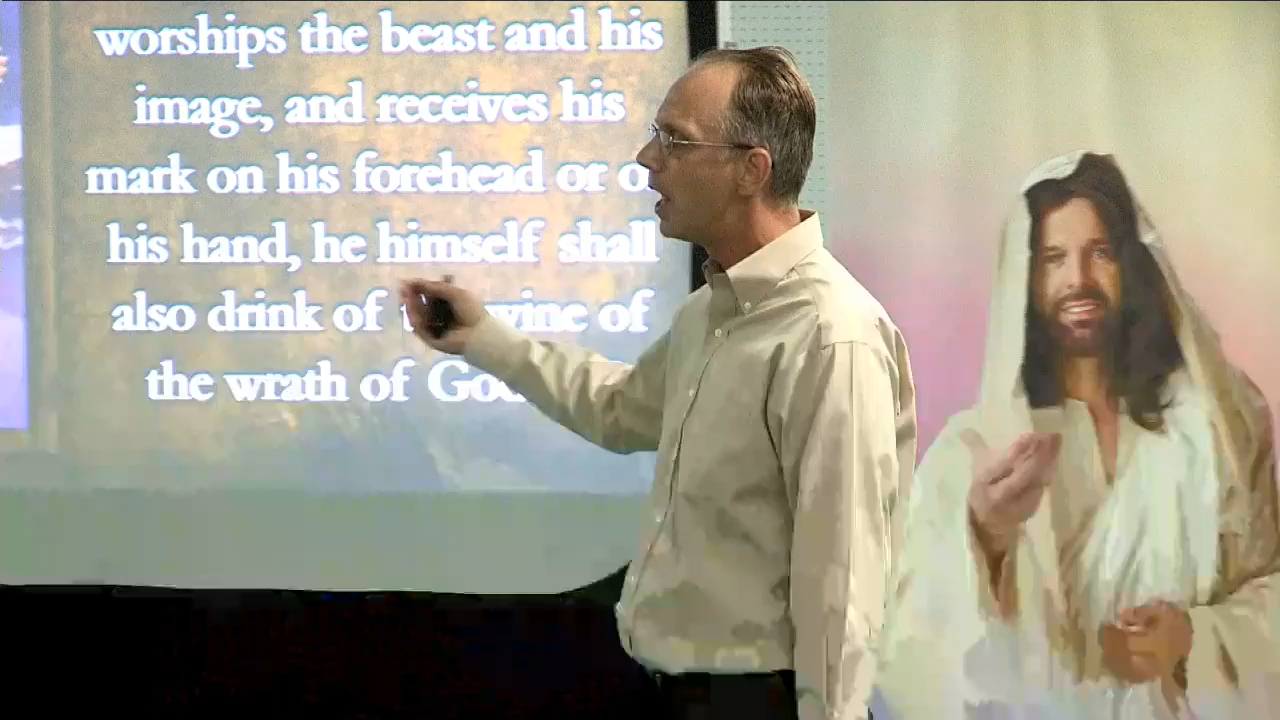 worships the beast and his
image, and receives his
mark on his forehead or
his hand, he himself shall
also drink of wine of
the wrath of